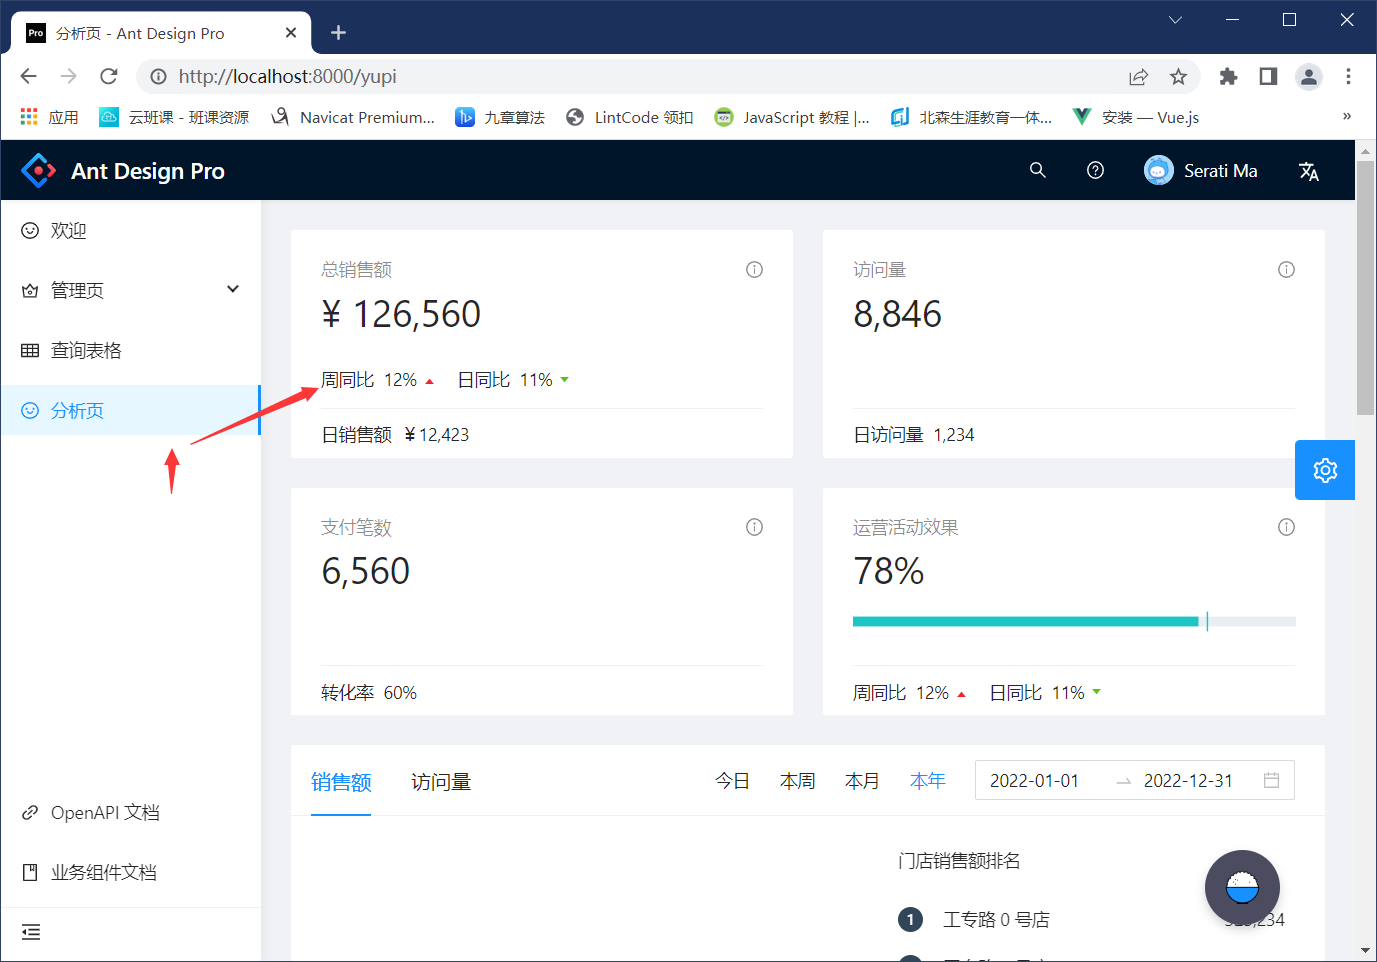 Pro 分析页 - Ant Design Pro
http://localhost:8000/yupi
应用 云班课 - 班课资源 Navicat Premium... 九章算法 LintCode 领扣 JavaScript 教程 |... 北森生涯教育一体... 安装 — Vue.js »
Ant Design Pro
Serati Ma
欢迎
管理页
查询表格
分析页
OpenAPI 文档
业务组件文档
总销售额
¥ 126,560
周同比 12% 日同比 11%
日销售额 ¥ 12,423
访问量
8,846
日访问量 1,234
支付笔数
6,560
转化率 60%
运营活动效果
78%
周同比 12% 日同比 11%
销售额 访问量 今日 本周 本月 本年 2022-01-01 2022-12-31
门店销售额排名
1 工专路 0 号店